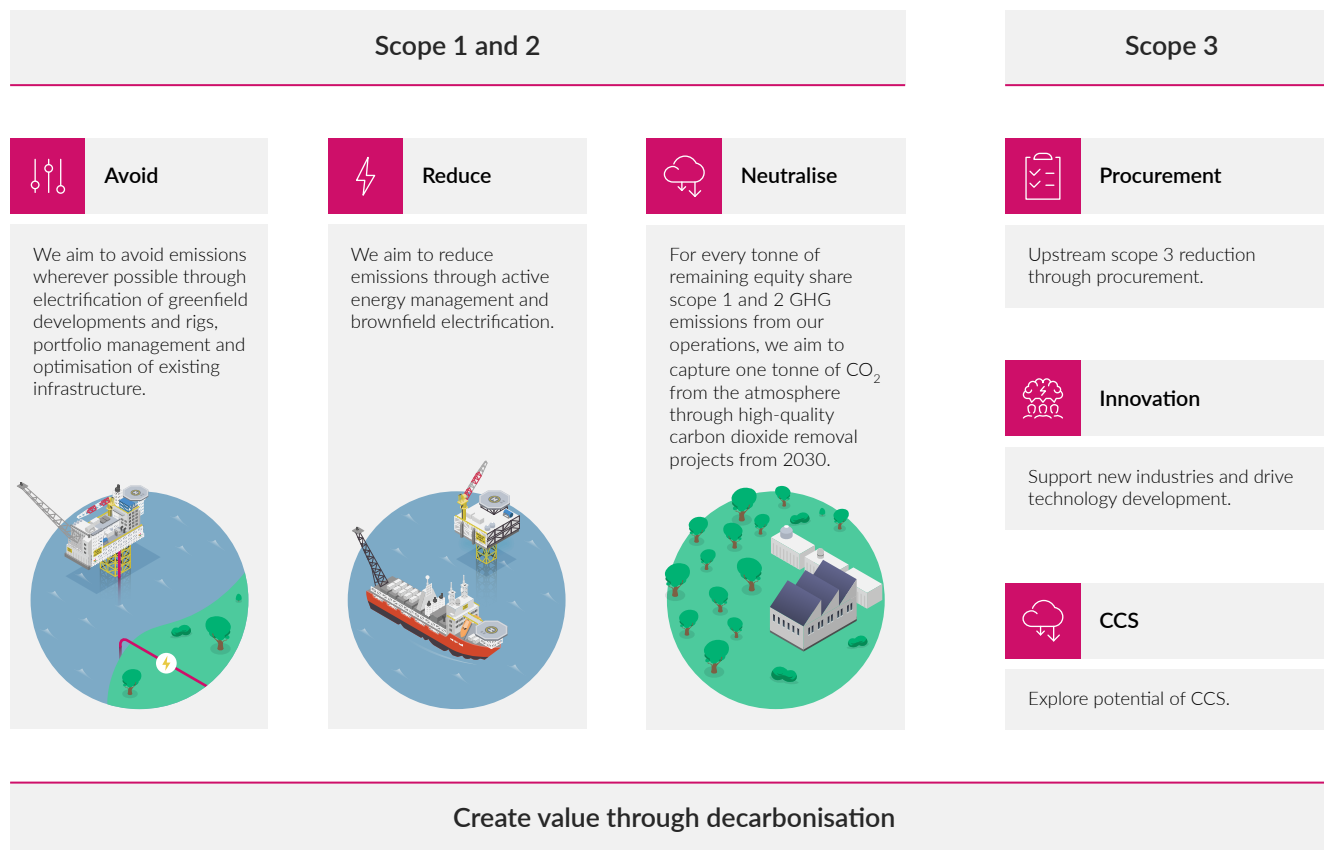 Scope 1 and 2
Scope 3
Avoid
We aim to avoid emissions
wherever possible through
electrification of greenfield
developments and rigs,
portfolio management and
optimisation of existing
infrastructure.
Reduce
We aim to reduce
emissions through active
energy management and
brownfield electrification.
Neutralise
For every tonne of
remaining equity share
scope 1 and 2 GHG
emissions from our
operations, we aim to
capture one tonne of CO₂
from the atmosphere
through high-quality
carbon dioxide removal
projects from 2030.
Procurement
Upstream scope 3 reduction
through procurement.
Innovation
Support new industries and drive
technology development.
CCS
Explore potential of CCS.
Create value through decarbonisation